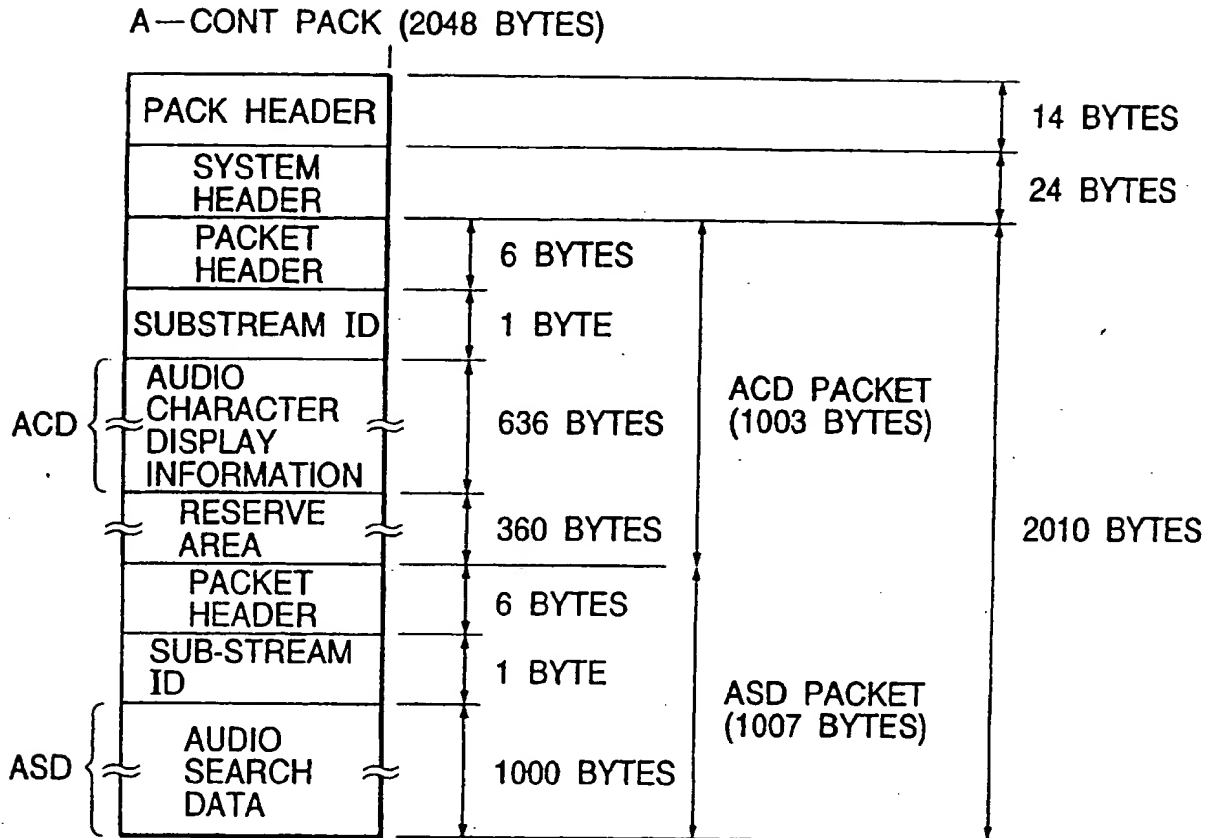 A—CONT PACK (2048 BYTES)
PACK HEADER
14 BYTES
SYSTEM
HEADER
24 BYTES
PACKET
HEADER
6 BYTES
SUBSTREAM ID
1 BYTE
ACD
AUDIO
CHARACTER
DISPLAY
INFORMATION
636 BYTES
ACD PACKET
(1003 BYTES)
RESERVE
AREA
360 BYTES
2010 BYTES
PACKET
HEADER
6 BYTES
SUB-STREAM
ID
1 BYTE
ASD PACKET
(1007 BYTES)
ASD
AUDIO
SEARCH
DATA
1000 BYTES